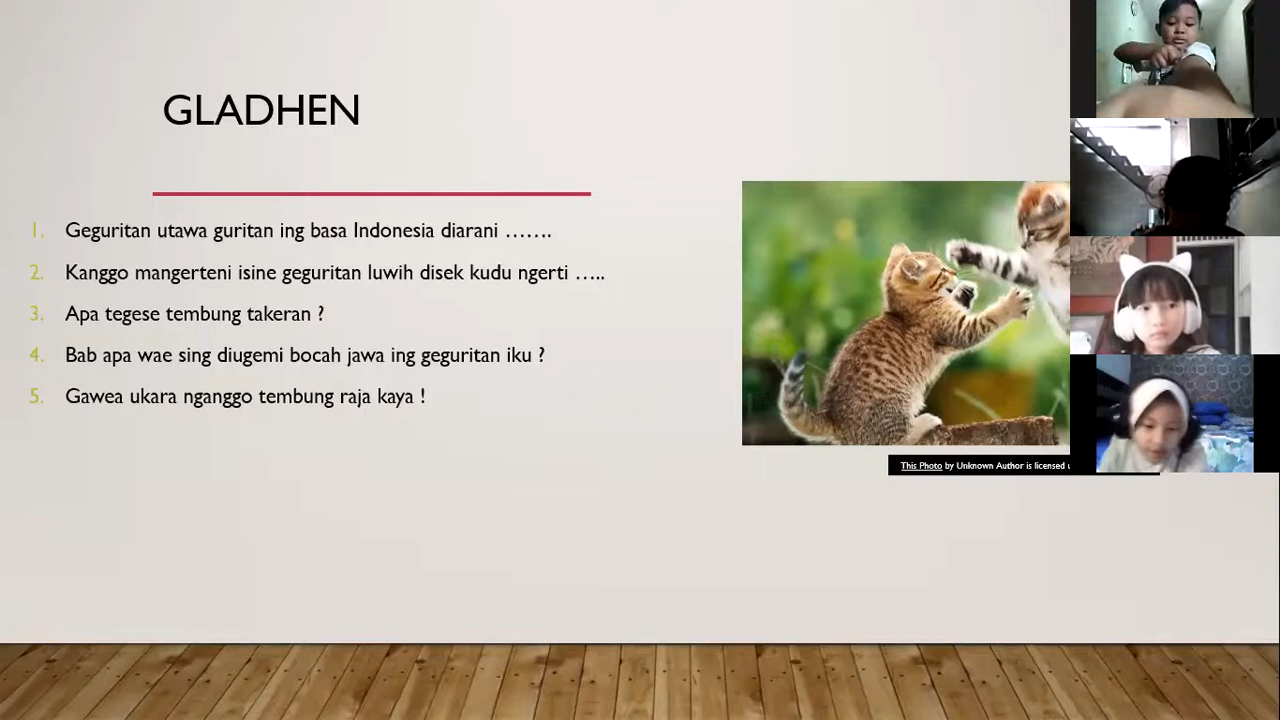 GLADHEN
1. Geguritan utawa guritan ing basa Indonesia diarani …….
2. Kanggo mangerteni isine geguritan luwih disek kudu ngerti …..
3. Apa tegese tembung takeran ?
4. Bab apa wae sing diugemi bocah jawa ing geguritan iku ?
5. Gawea ukara nganggo tembung raja kaya !
This Photo by Unknown Author is licensed